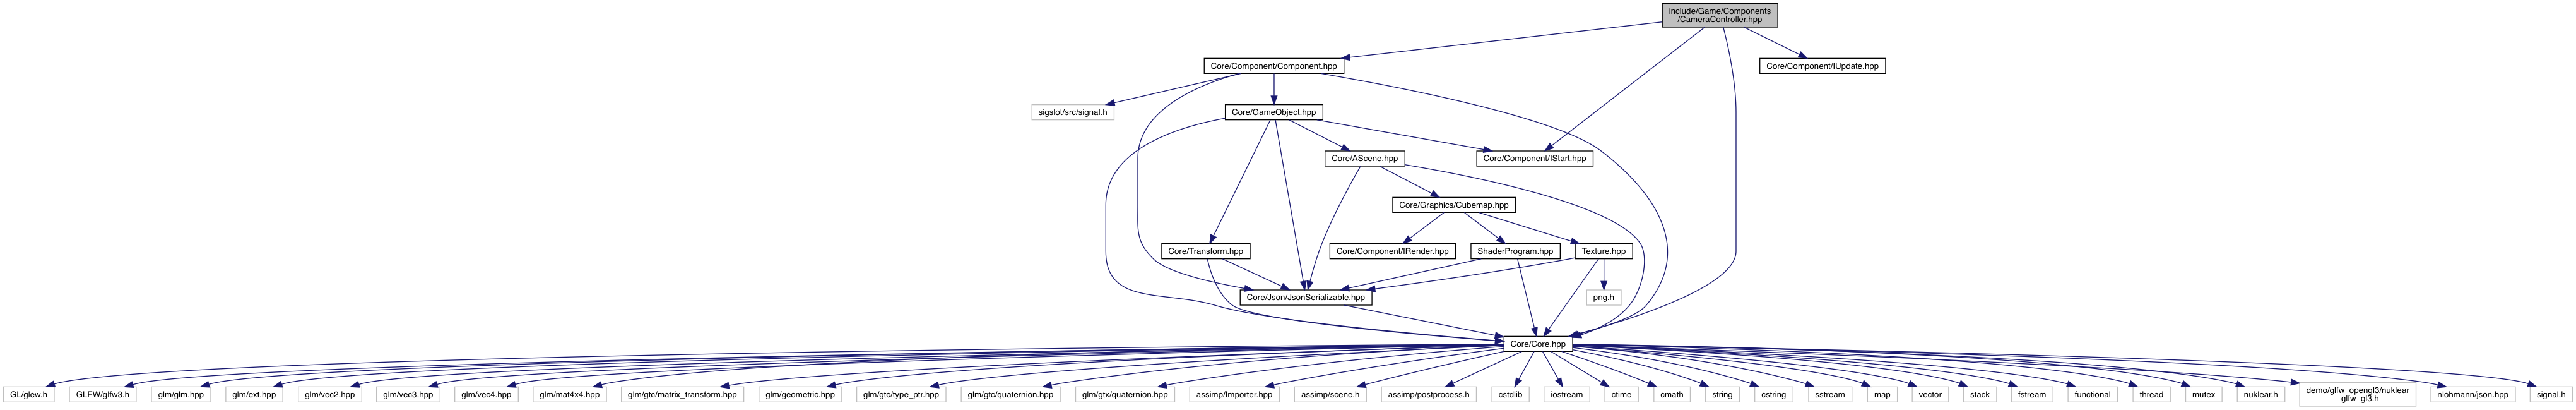 include/Game/Components
/CameraController.hpp
Core/Component/Component.hpp
Core/Component/IUpdate.hpp
sigslot/src/signal.h
Core/GameObject.hpp
Core/AScene.hpp
Core/Component/IStart.hpp
Core/Graphics/Cubemap.hpp
Core/Transform.hpp
Core/Component/IRender.hpp
ShaderProgram.hpp
Texture.hpp
Core/Json/JsonSerializable.hpp
png.h
Core/Core.hpp
GL/glew.h
GLFW/glfw3.h
glm/glm.hpp
glm/ext.hpp
glm/vec2.hpp
glm/vec3.hpp
glm/vec4.hpp
glm/mat4x4.hpp
glm/gtc/matrix_transform.hpp
glm/geometric.hpp
glm/gtc/type_ptr.hpp
glm/gtc/quaternion.hpp
glm/gtx/quaternion.hpp
assimp/Importer.hpp
assimp/scene.h
assimp/postprocess.h
cstdlib
iostream
ctime
cmath
string
cstring
sstream
map
vector
stack
fstream
functional
thread
mutex
nuklear.h
demo/glfw_opengl3/nuklear
_glfw_gl3.h
nlohmann/json.hpp
signal.h